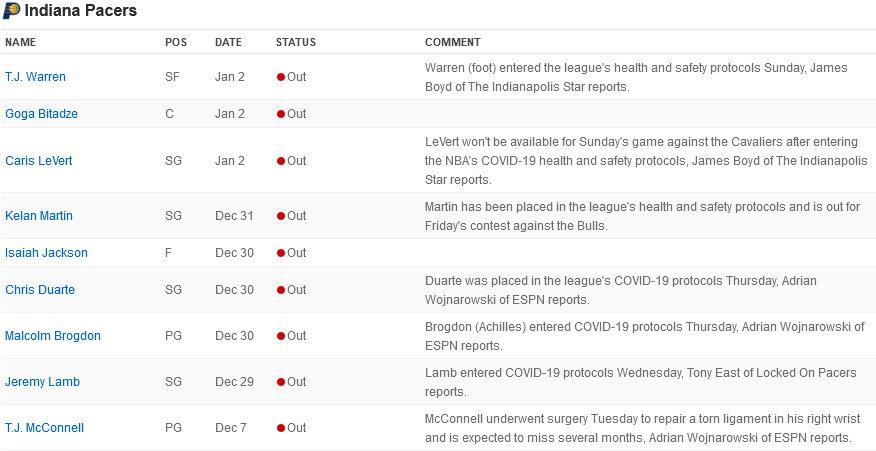 Indiana Pacers
NAME POS DATE STATUS COMMENT
T.J. Warren SF Jan 2 Out Warren (foot) entered the league's health and safety protocols Sunday, James
Boyd of The Indianapolis Star reports.
Goga Bitadze C Jan 2 Out
Caris LeVert SG Jan 2 Out LeVert won't be available for Sunday's game against the Cavaliers after entering
the NBA's COVID-19 health and safety protocols, James Boyd of The Indianapolis
Star reports.
Kelan Martin SG Dec 31 Out Martin has been placed in the league's health and safety protocols and is out for
Friday's contest against the Bulls.
Isaiah Jackson F Dec 30 Out
Chris Duarte SG Dec 30 Out Duarte was placed in the league's COVID-19 protocols Thursday, Adrian
Wojnarowski of ESPN reports.
Malcolm Brogdon PG Dec 30 Out Brogdon (Achilles) entered COVID-19 protocols Thursday, Adrian Wojnarowski of
ESPN reports.
Jeremy Lamb SG Dec 29 Out Lamb entered COVID-19 protocols Wednesday, Tony East of Locked On Pacers
reports.
T.J. McConnell PG Dec 7 Out McConnell underwent surgery Tuesday to repair a torn ligament in his right wrist
and is expected to miss several months, Adrian Wojnarowski of ESPN reports.